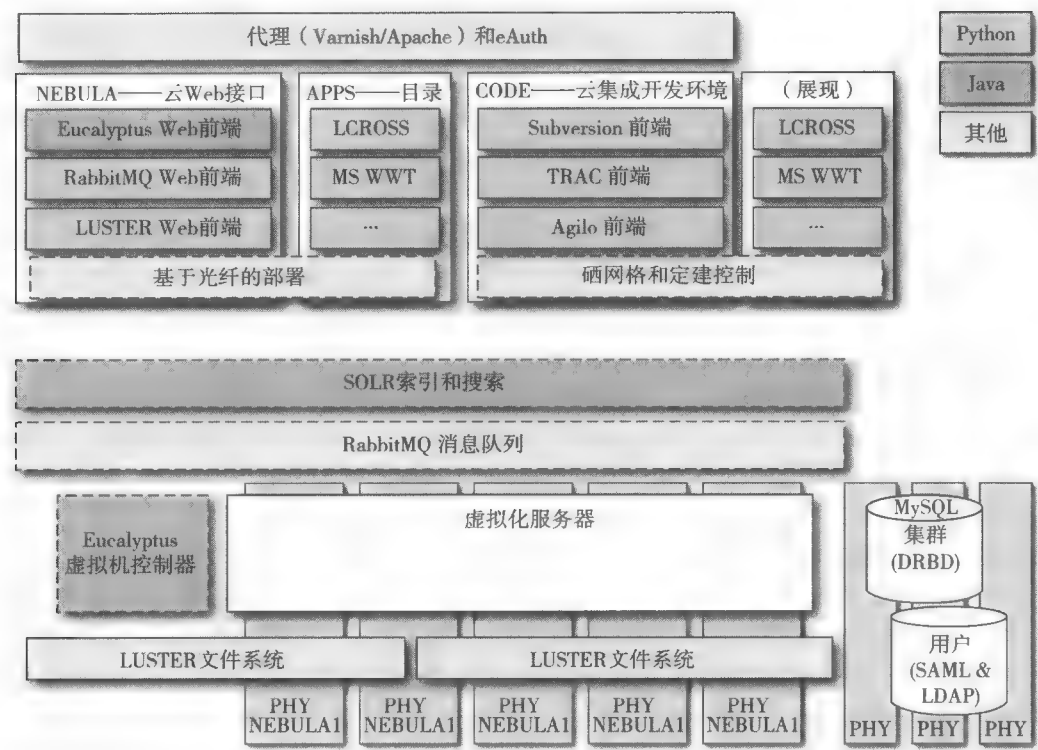 代理（Varnish/Apache）和eAuth
Python
Java
其他
NEBULA——云Web接口
Eucalyptus Web前端
RabbitMQ Web前端
LUSTER Web前端
APPS——目录
LCROSS
MS WWT
...
基于光纤的部署
CODE——云集成开发环境
Subversion 前端
TRAC 前端
Agilo 前端
（展现）
LCROSS
MS WWT
...
硒网格和定建控制
SOLR索引和搜索
RabbitMQ 消息队列
Eucalyptus
虚拟机控制器
虚拟化服务器
LUSTER文件系统
LUSTER文件系统
PHY
NEBULA1
PHY
NEBULA1
PHY
NEBULA1
PHY
NEBULA1
PHY
NEBULA1
MySQL
集群
(DRBD)
用户
(SAML &
LDAP)
PHY
PHY
PHY